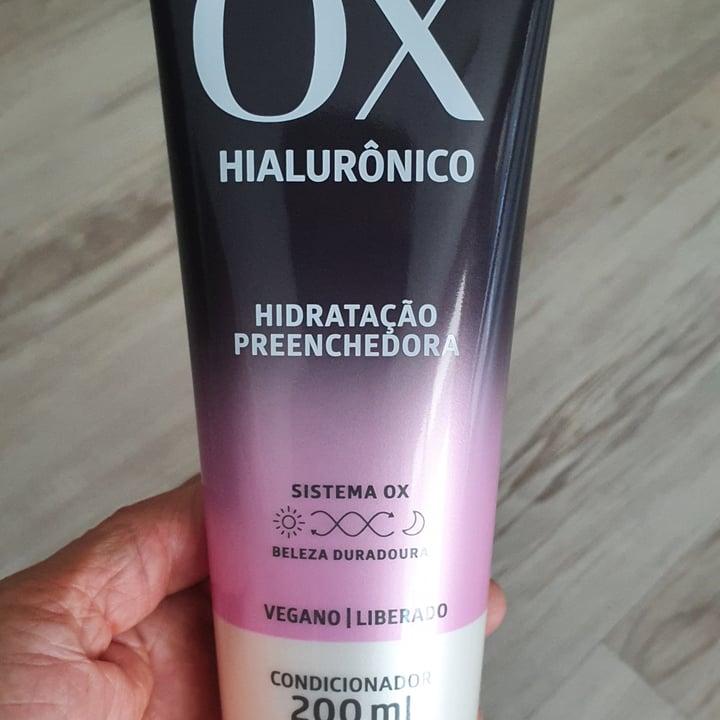 OX
HIALURÔNICO
HIDRATAÇÃO
PREENCHEDORA
SISTEMA OX
BELEZA DURADOURA
VEGANO | LIBERADO
CONDICIONADOR
200 ml